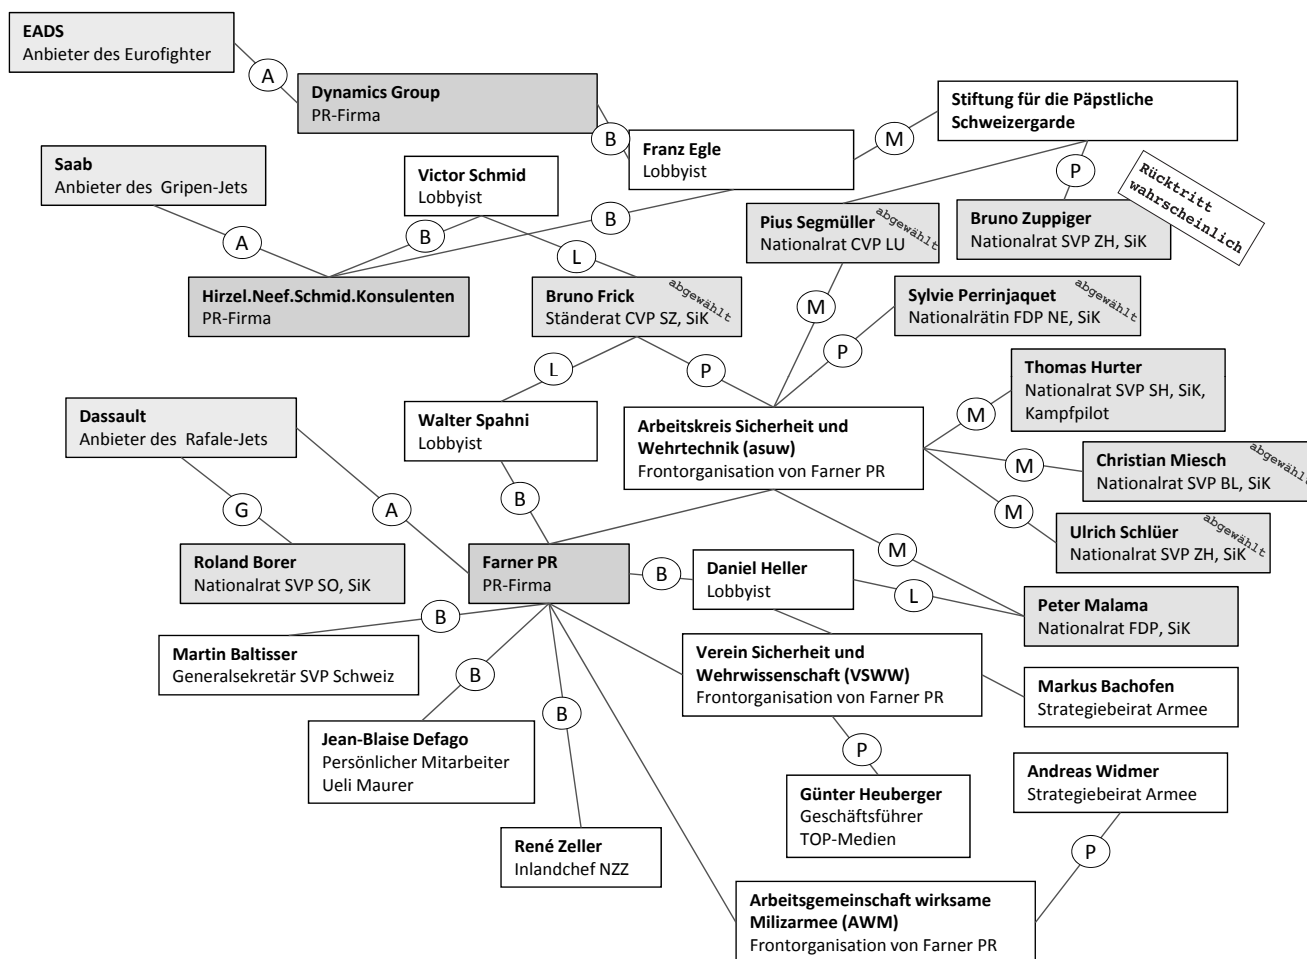 EADS
Anbieter des Eurofighter
A
Dynamics Group
PR-Firma
B
Franz Egle
Lobbyist
M
Stiftung für die Päpstliche
Schweizergarde
Saab
Anbieter des Gripen-Jets
Victor Schmid
Lobbyist
P
Rücktritt
wahrscheinlich
A
B
B
L
Pius Segmüller
Nationalrat CVP LU
abgewählt
Bruno Zuppiger
Nationalrat SVP ZH, SiK
Hirzel.Neef.Schmid.Konsulenten
PR-Firma
Bruno Frick
Ständerat CVP SZ, SiK
abgewählt
M
Sylvie Perrinjaquet
Nationalrätin FDP NE, SiK
abgewählt
L
P
P
Thomas Hurter
Nationalrat SVP SH, SiK,
Kampfpilot
Dassault
Anbieter des Rafale-Jets
Walter Spahni
Lobbyist
Arbeitskreis Sicherheit und
Wehrtechnik (asuw)
Frontorganisation von Farner PR
M
M
Christian Miesch
Nationalrat SVP BL, SiK
abgewählt
G
A
B
M
Ulrich Schlüer
Nationalrat SVP ZH, SiK
abgewählt
Roland Borer
Nationalrat SVP SO, SiK
Farner PR
PR-Firma
B
Daniel Heller
Lobbyist
M
L
Peter Malama
Nationalrat FDP, SiK
B
Martin Baltisser
Generalsekretär SVP Schweiz
B
B
Verein Sicherheit und
Wehrwissenschaft (VSWW)
Frontorganisation von Farner PR
Markus Bachofen
Strategiebeirat Armee
Jean-Blaise Defago
Persönlicher Mitarbeiter
Ueli Maurer
P
Günter Heuberger
Geschäftsführer
TOP-Medien
Andreas Widmer
Strategiebeirat Armee
René Zeller
Inlandchef NZZ
P
Arbeitsgemeinschaft wirksame
Milizarmee (AWM)
Frontorganisation von Farner PR